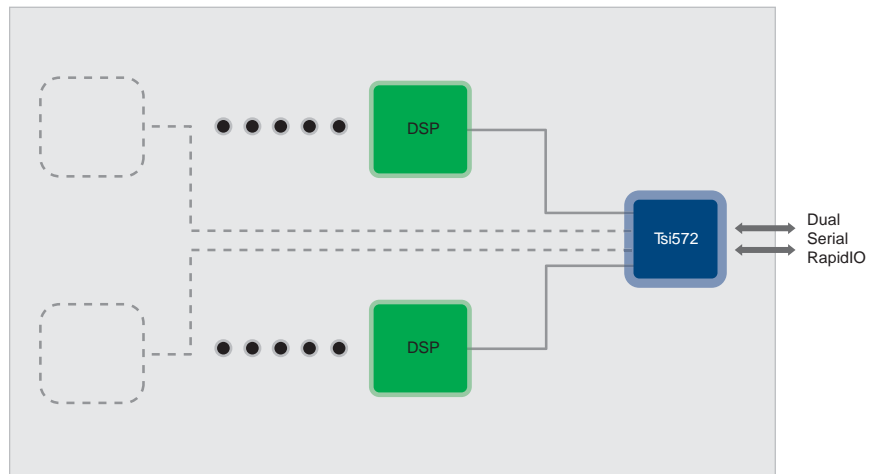 DSP
Tsi572
Dual
Serial
RapidIO
DSP